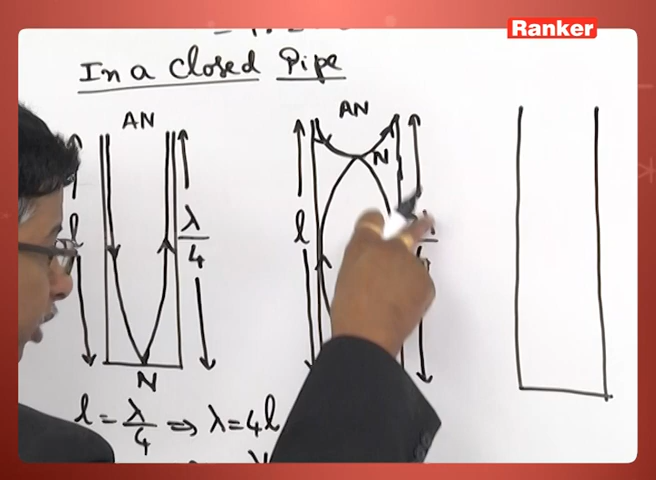 Ranker
In a Closed Pipe
AN
AN
N
l
λ/4
l
N
l = λ/4 ⇒ λ = 4l